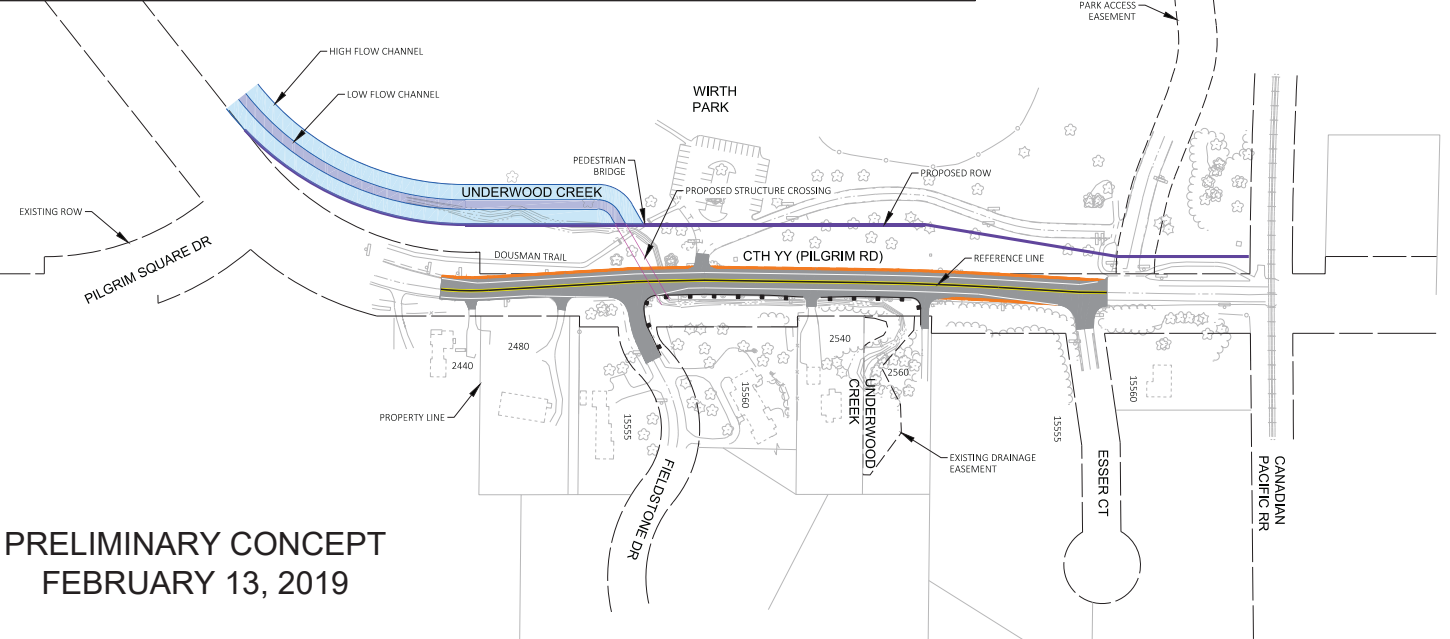 PARK ACCESS
EASEMENT
HIGH FLOW CHANNEL
LOW FLOW CHANNEL
WIRTH
PARK
PEDESTRIAN
BRIDGE
UNDERWOOD CREEK
PROPOSED STRUCTURE CROSSING
PROPOSED ROW
EXISTING ROW
PILGRIM SQUARE DR
DOUSMAN TRAIL
CTH YY (PILGRIM RD)
REFERENCE LINE
2480
2440
2540
2560
PROPERTY LINE
15555
15560
UNDERWOOD
CREEK
15555
15560
EXISTING DRAINAGE
EASEMENT
FIELDSTONE DR
ESSER CT
CANADIAN
PACIFIC RR
PRELIMINARY CONCEPT
FEBRUARY 13, 2019